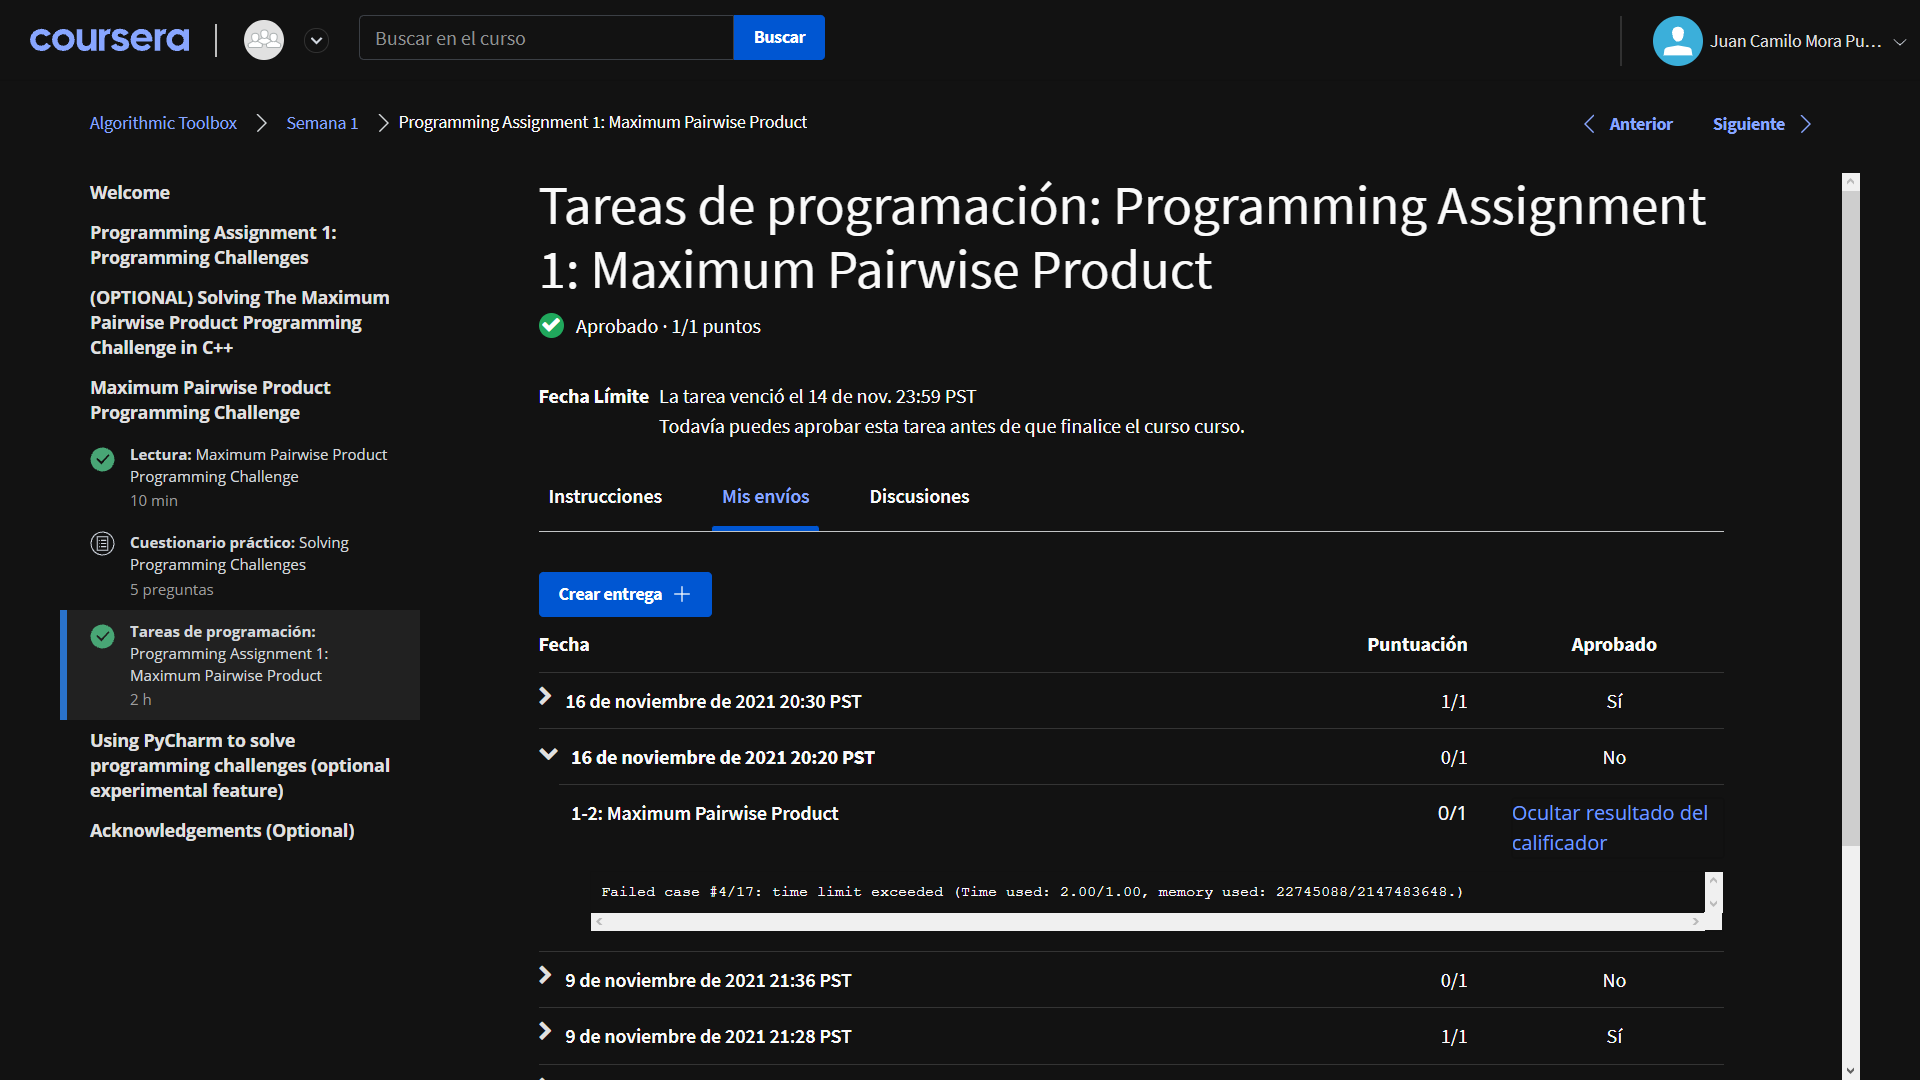 coursera
Buscar en el curso
Buscar
Juan Camilo Mora Pu...
Algorithmic Toolbox
Semana 1
Programming Assignment 1: Maximum Pairwise Product
Anterior
Siguiente
Welcome
Programming Assignment 1:
Programming Challenges
(OPTIONAL) Solving The Maximum
Pairwise Product Programming
Challenge in C++
Maximum Pairwise Product
Programming Challenge
Lectura: Maximum Pairwise Product
Programming Challenge
10 min
Cuestionario práctico: Solving
Programming Challenges
5 preguntas
Tareas de programación:
Programming Assignment 1:
Maximum Pairwise Product
2 h
Using PyCharm to solve
programming challenges (optional
experimental feature)
Acknowledgements (Optional)
Tareas de programación: Programming Assignment
1: Maximum Pairwise Product
Aprobado · 1/1 puntos
Fecha Límite La tarea venció el 14 de nov. 23:59 PST
Todavía puedes aprobar esta tarea antes de que finalice el curso curso.
Instrucciones
Mis envíos
Discusiones
Crear entrega
Fecha Puntuación Aprobado
16 de noviembre de 2021 20:30 PST 1/1 Sí
16 de noviembre de 2021 20:20 PST 0/1 No
1-2: Maximum Pairwise Product 0/1 Ocultar resultado del
calificador
Failed case #4/17: time limit exceeded (Time used: 2.00/1.00, memory used: 22745088/2147483648.)
9 de noviembre de 2021 21:36 PST 0/1 No
9 de noviembre de 2021 21:28 PST 1/1 Sí